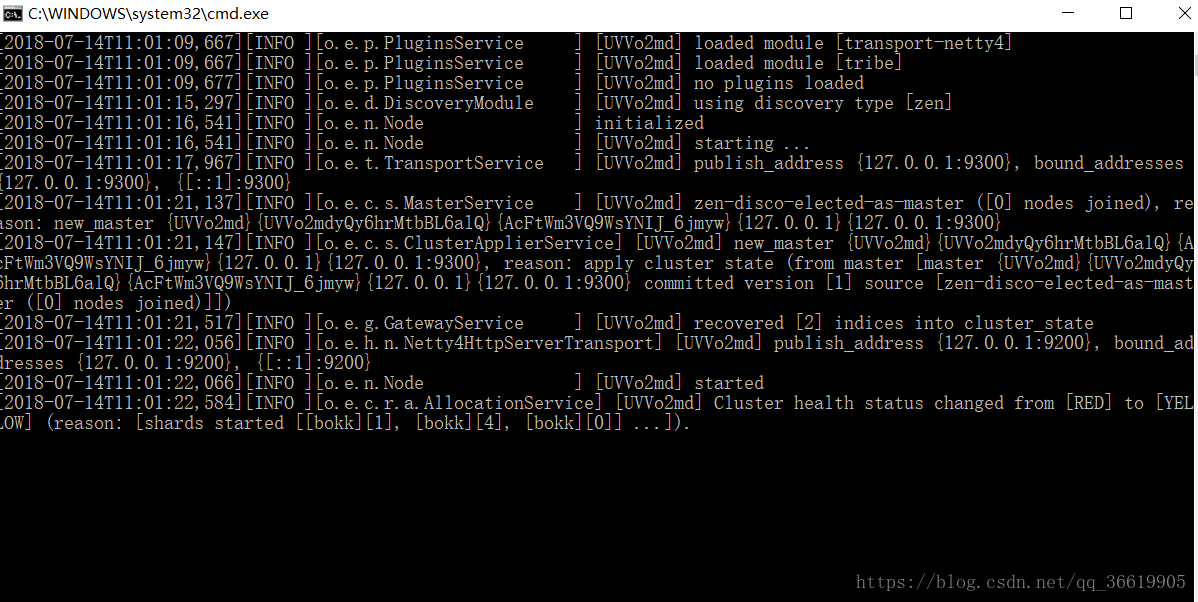 C:\WINDOWS\system32\cmd.exe
[2018-07-14T11:01:09,667][INFO ][o.e.p.PluginsService     ] [UVVo2md] loaded module [transport-netty4]
[2018-07-14T11:01:09,667][INFO ][o.e.p.PluginsService     ] [UVVo2md] loaded module [tribe]
[2018-07-14T11:01:09,677][INFO ][o.e.p.PluginsService     ] [UVVo2md] no plugins loaded
[2018-07-14T11:01:15,297][INFO ][o.e.d.DiscoveryModule    ] [UVVo2md] using discovery type [zen]
[2018-07-14T11:01:16,541][INFO ][o.e.n.Node               ] initialized
[2018-07-14T11:01:16,541][INFO ][o.e.n.Node               ] [UVVo2md] starting ...
[2018-07-14T11:01:17,967][INFO ][o.e.t.TransportService   ] [UVVo2md] publish_address {127.0.0.1:9300}, bound_addresses
{127.0.0.1:9300}, {[::1]:9300}
[2018-07-14T11:01:21,137][INFO ][o.e.c.s.MasterService    ] [UVVo2md] zen-disco-elected-as-master ([0] nodes joined), re
ason: new_master {UVVo2md}{UVVo2mdyQy6hrMtbBL6alQ}{AcFtWm3VQ9WsYNIJ_6jmyw}{127.0.0.1}{127.0.0.1:9300}
[2018-07-14T11:01:21,147][INFO ][o.e.c.s.ClusterApplierService] [UVVo2md] new_master {UVVo2md}{UVVo2mdyQy6hrMtbBL6alQ}{A
cFtWm3VQ9WsYNIJ_6jmyw}{127.0.0.1}{127.0.0.1:9300}, reason: apply cluster state (from master [master {UVVo2md}{UVVo2mdyQy
6hrMtbBL6alQ}{AcFtWm3VQ9WsYNIJ_6jmyw}{127.0.0.1}{127.0.0.1:9300} committed version [1] source [zen-disco-elected-as-mast
er ([0] nodes joined)]])
[2018-07-14T11:01:21,517][INFO ][o.e.g.GatewayService     ] [UVVo2md] recovered [2] indices into cluster_state
[2018-07-14T11:01:22,056][INFO ][o.e.h.n.Netty4HttpServerTransport] [UVVo2md] publish_address {127.0.0.1:9200}, bound_ad
dresses {127.0.0.1:9200}, {[::1]:9200}
[2018-07-14T11:01:22,066][INFO ][o.e.n.Node               ] [UVVo2md] started
[2018-07-14T11:01:22,584][INFO ][o.e.c.r.a.AllocationService] [UVVo2md] Cluster health status changed from [RED] to [YEL
LOW] (reason: [shards started [[bokk][1], [bokk][4], [bokk][0]] ...]).
https://blog.csdn.net/qq_36619905